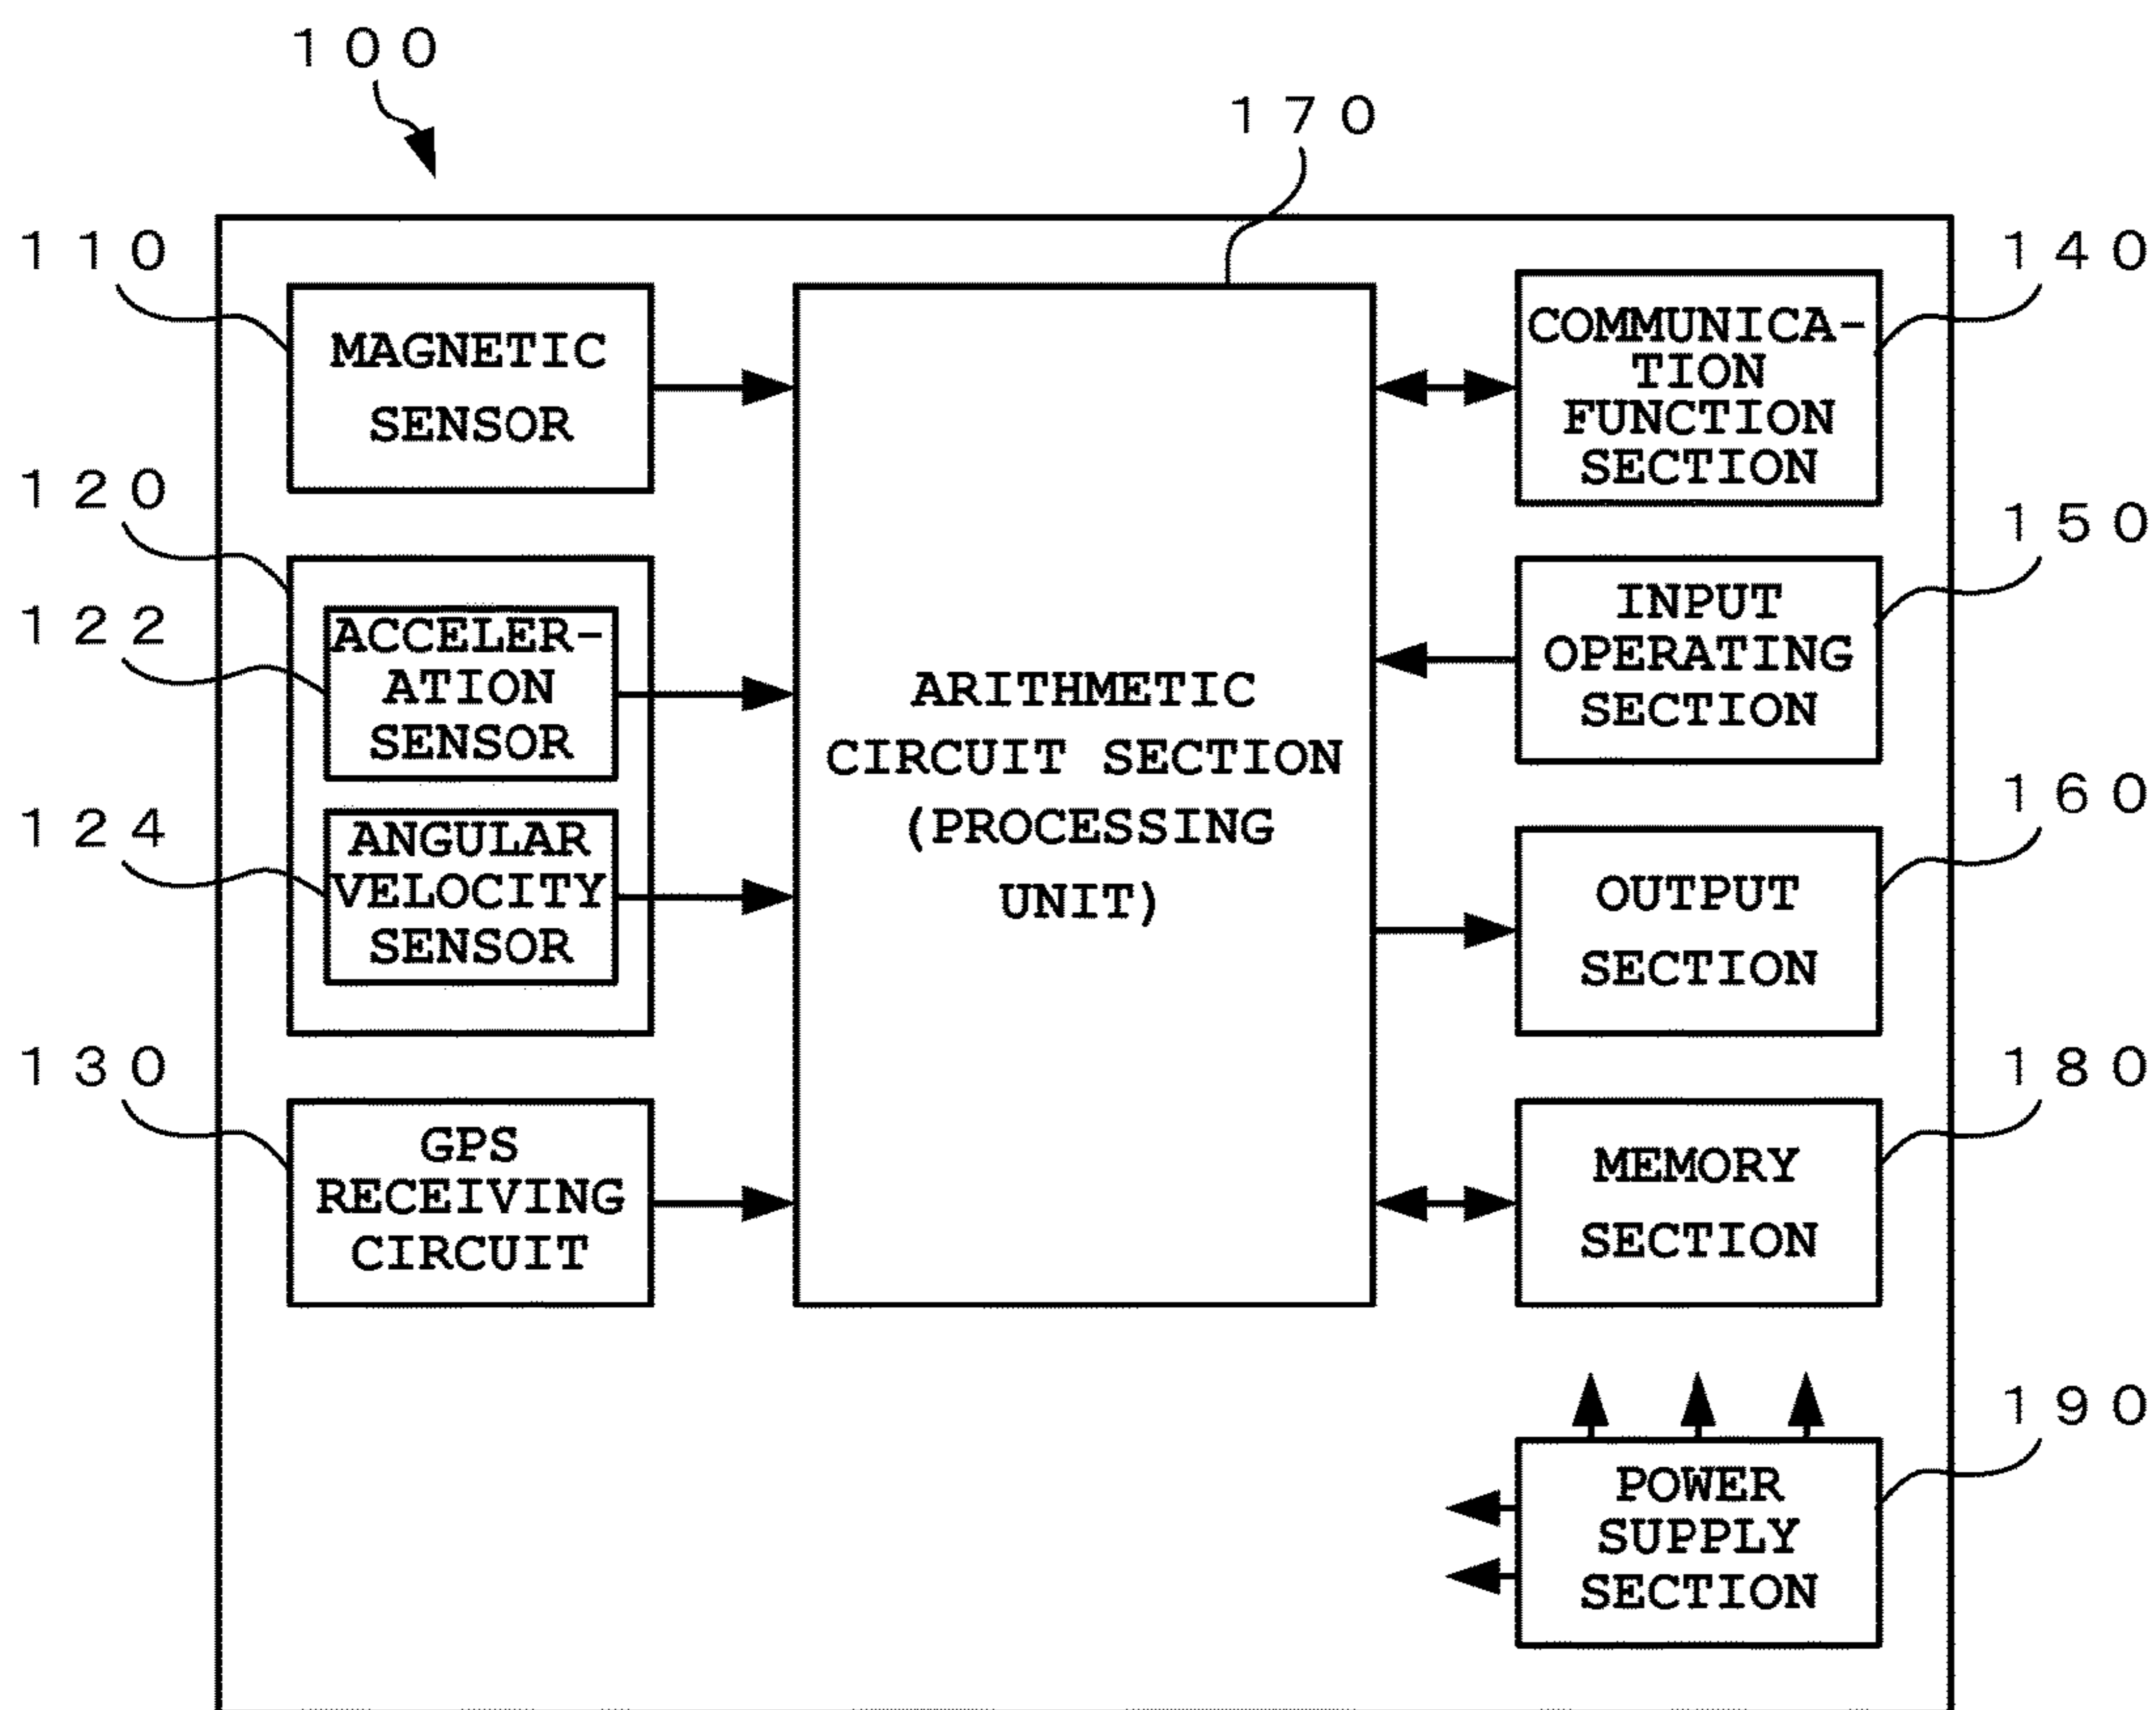 100
170
110
MAGNETIC
SENSOR
120
122
ACCELER-
ATION
SENSOR
124
ANGULAR
VELOCITY
SENSOR
130
GPS
RECEIVING
CIRCUIT
ARITHMETIC
CIRCUIT SECTION
(PROCESSING
UNIT)
140
COMMUNICA-
TION
FUNCTION
SECTION
150
INPUT
OPERATING
SECTION
160
OUTPUT
SECTION
180
MEMORY
SECTION
190
POWER
SUPPLY
SECTION